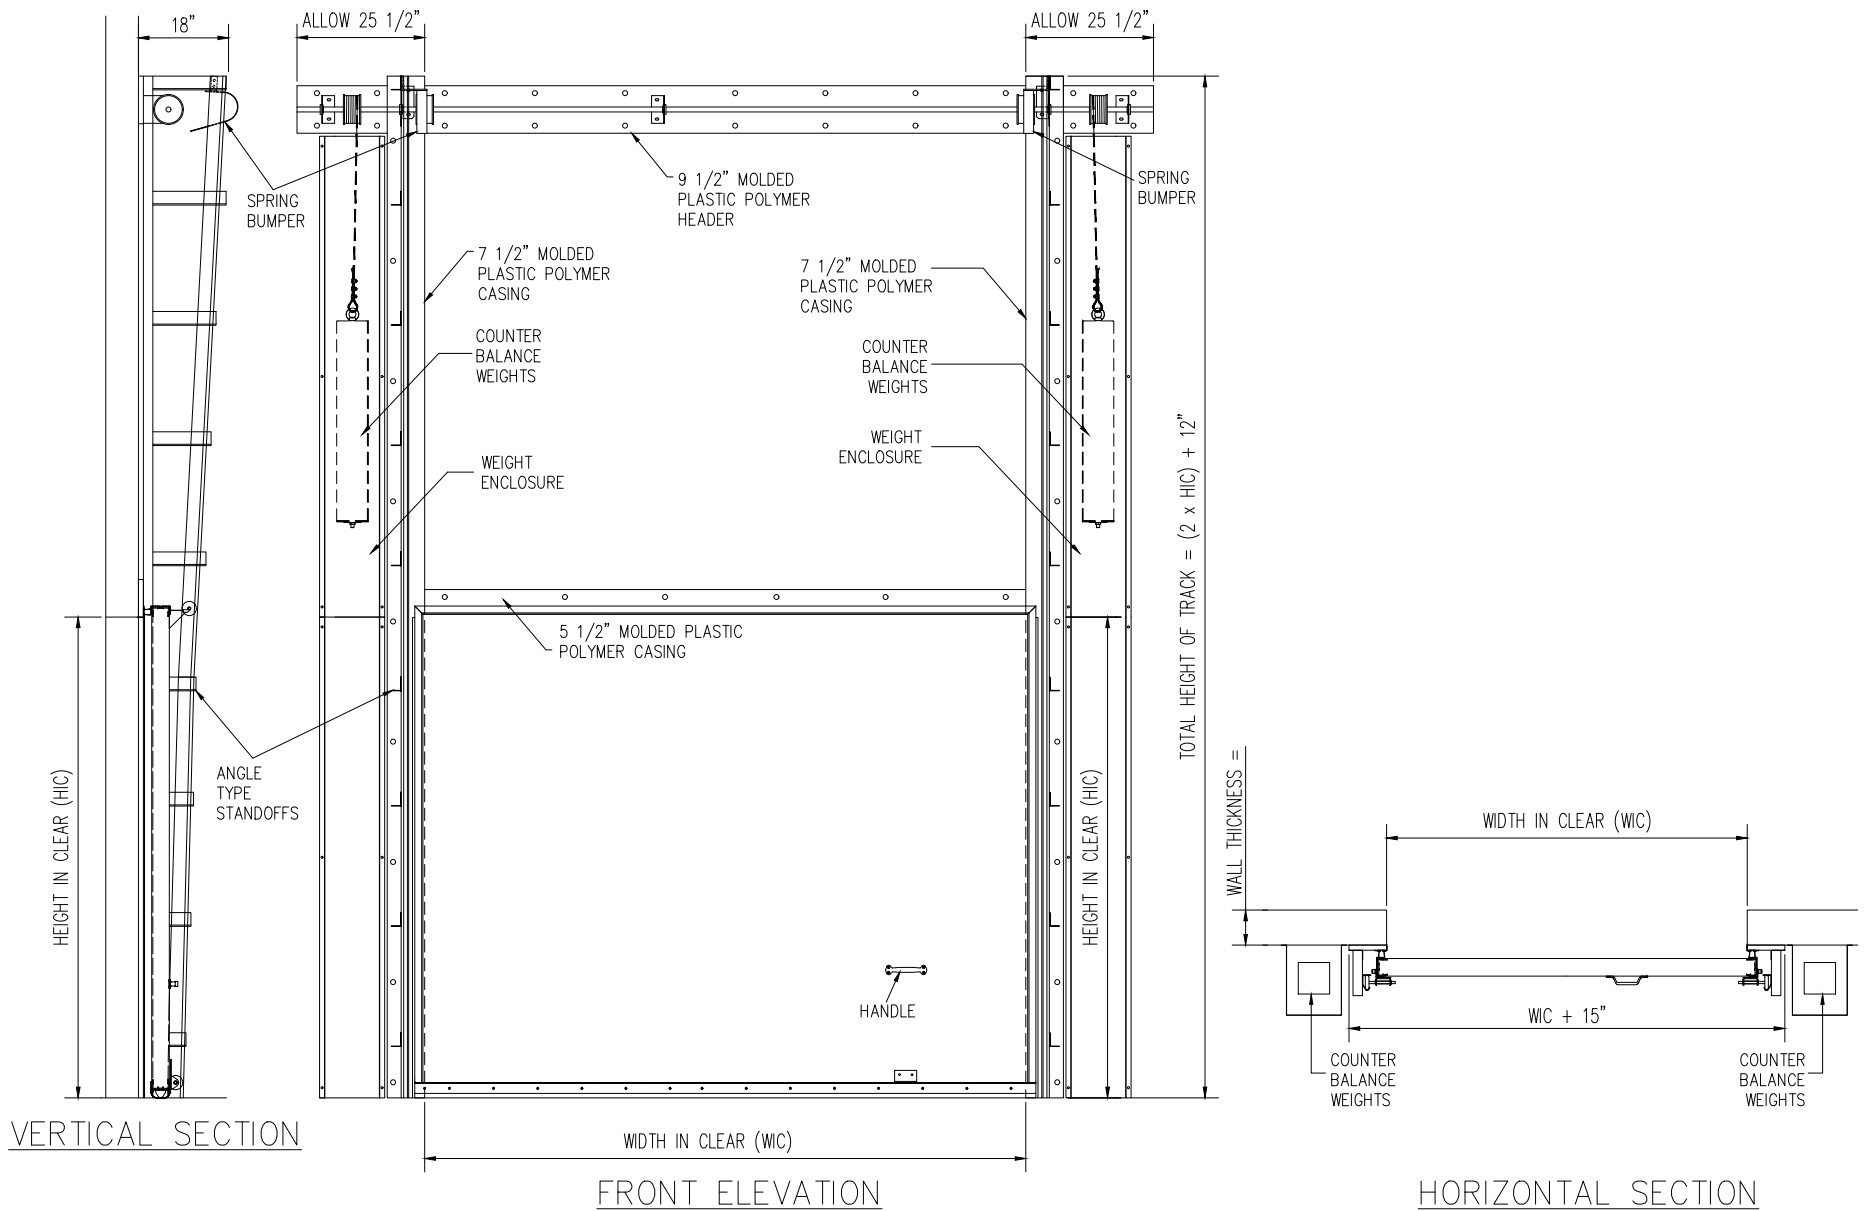 18"
ALLOW 25 1/2"
ALLOW 25 1/2"
SPRING
BUMPER
9 1/2" MOLDED
PLASTIC POLYMER
HEADER
SPRING
BUMPER
7 1/2" MOLDED
PLASTIC POLYMER
CASING
7 1/2" MOLDED
PLASTIC POLYMER
CASING
COUNTER
BALANCE
WEIGHTS
COUNTER
BALANCE
WEIGHTS
WEIGHT
ENCLOSURE
WEIGHT
ENCLOSURE
TOTAL HEIGHT OF TRACK = (2 x HIC) + 12"
5 1/2" MOLDED PLASTIC
POLYMER CASING
HEIGHT IN CLEAR (HIC)
ANGLE
TYPE
STANDOFFS
HEIGHT IN CLEAR (HIC)
HANDLE
WALL THICKNESS =
WIDTH IN CLEAR (WIC)
WIC + 15"
COUNTER
BALANCE
WEIGHTS
COUNTER
BALANCE
WEIGHTS
VERTICAL SECTION
WIDTH IN CLEAR (WIC)
FRONT ELEVATION
HORIZONTAL SECTION